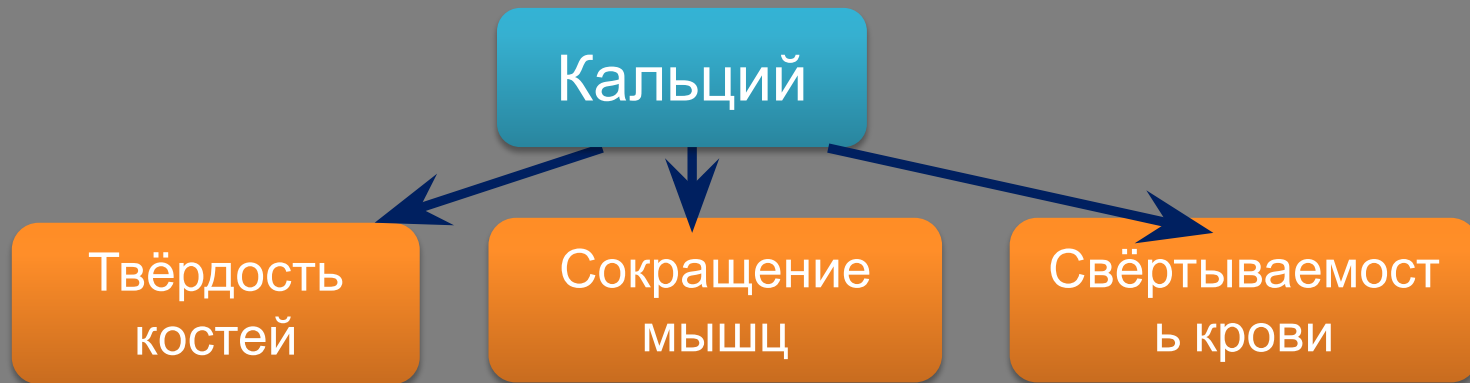 Кальций
Твёрдость
костей
Сокращение
мышц
Свёртываемост
ь крови